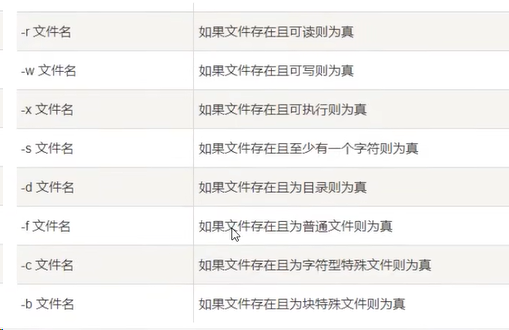 -r 文件名 如果文件存在且可读则为真
-w 文件名 如果文件存在且可写则为真
-x 文件名 如果文件存在且可执行则为真
-s 文件名 如果文件存在且至少有一个字符则为真
-d 文件名 如果文件存在且为目录则为真
-f 文件名 如果文件存在且为普通文件则为真
-c 文件名 如果文件存在且为字符型特殊文件则为真
-b 文件名 如果文件存在且为块特殊文件则为真